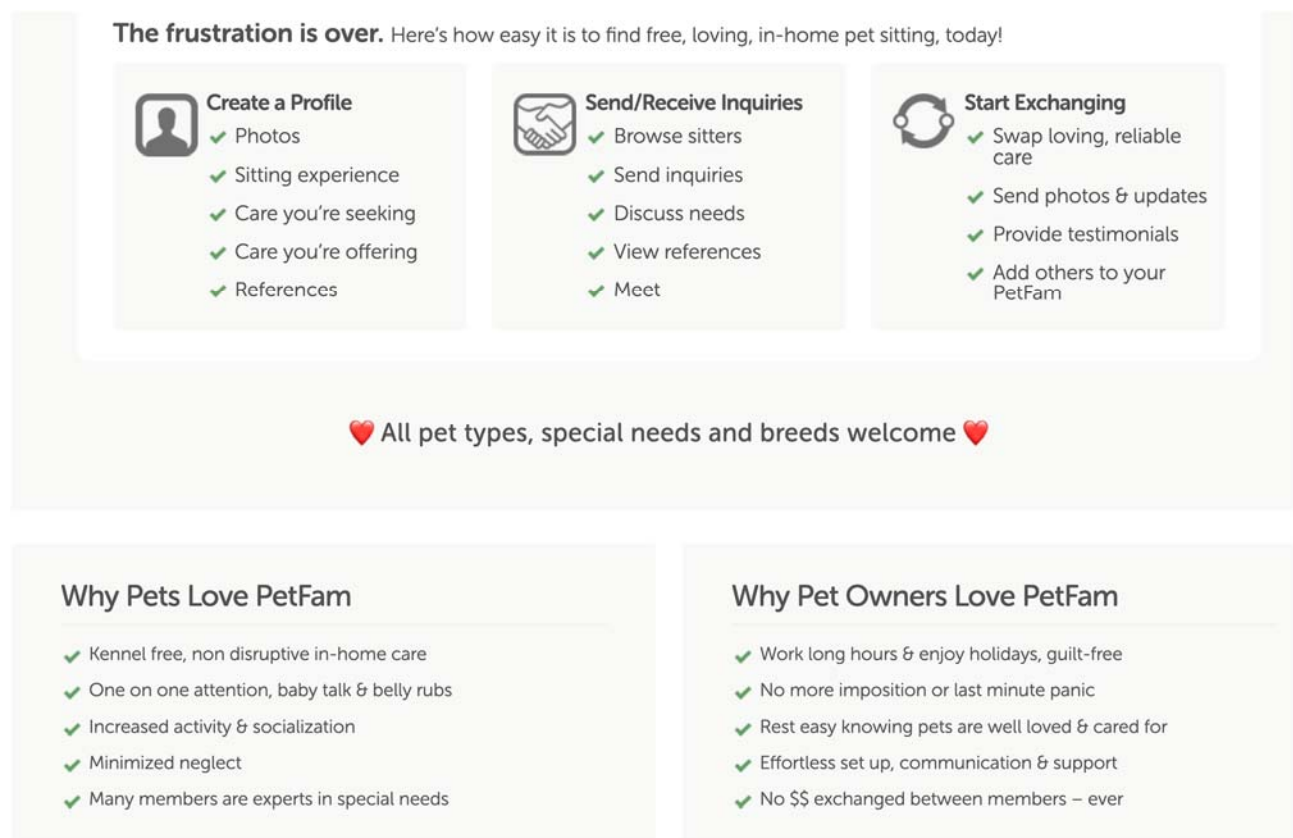 The frustration is over. Here's how easy it is to find free, loving, in-home pet sitting, today!
Create a Profile
Photos
Sitting experience
Care you're seeking
Care you're offering
References
Send/Receive Inquiries
Browse sitters
Send inquiries
Discuss needs
View references
Meet
Start Exchanging
Swap loving, reliable
care
Send photos & updates
Provide testimonials
Add others to your
PetFam
❤️ All pet types, special needs and breeds welcome ❤️
Why Pets Love PetFam
Kennel free, non disruptive in-home care
One on one attention, baby talk & belly rubs
Increased activity & socialization
Minimized neglect
Many members are experts in special needs
Why Pet Owners Love PetFam
Work long hours & enjoy holidays, guilt-free
No more imposition or last minute panic
Rest easy knowing pets are well loved & cared for
Effortless set up, communication & support
No $$ exchanged between members – ever